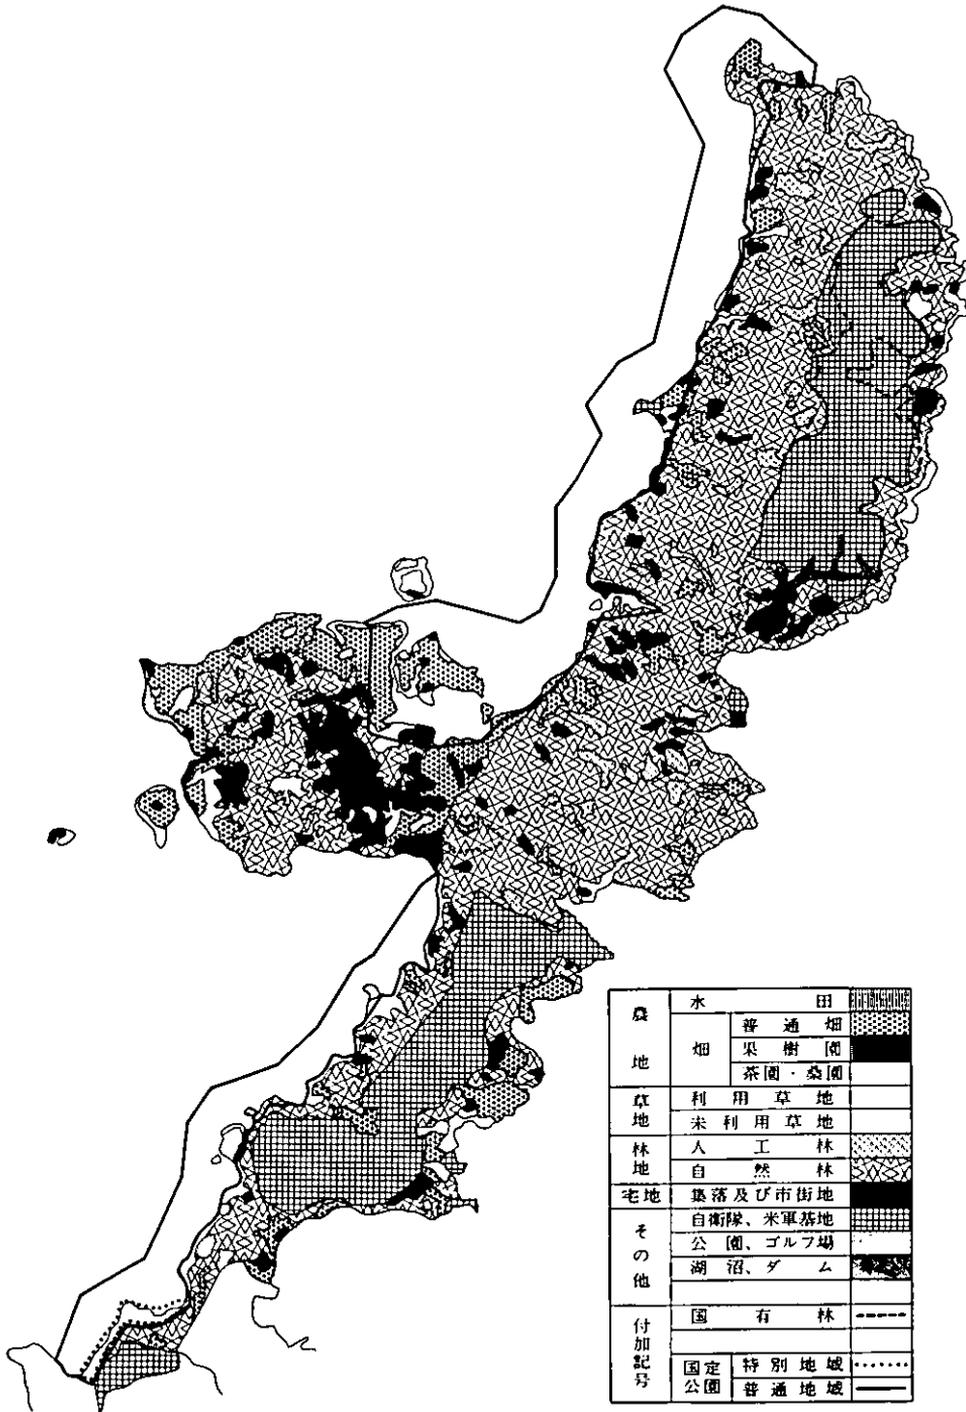 農地
水田
畑
普通畑
果樹園
茶園・桑園
草地
利用草地
未利用草地
林地
人工林
自然林
宅地
集落及び市街地
その他
自衛隊、米軍基地
公園、ゴルフ場
湖沼、ダム
付加記号
国有林
国定公園
特別地域
普通地域